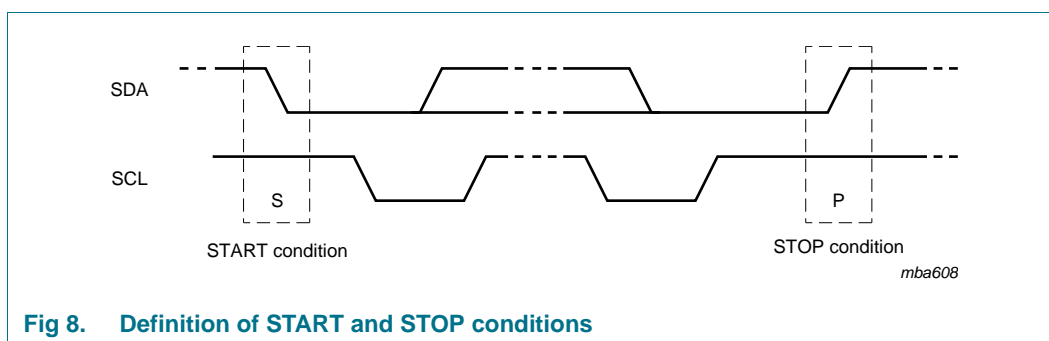 SDA
SCL
S
P
START condition
STOP condition
mba608
Fig 8. Definition of START and STOP conditions